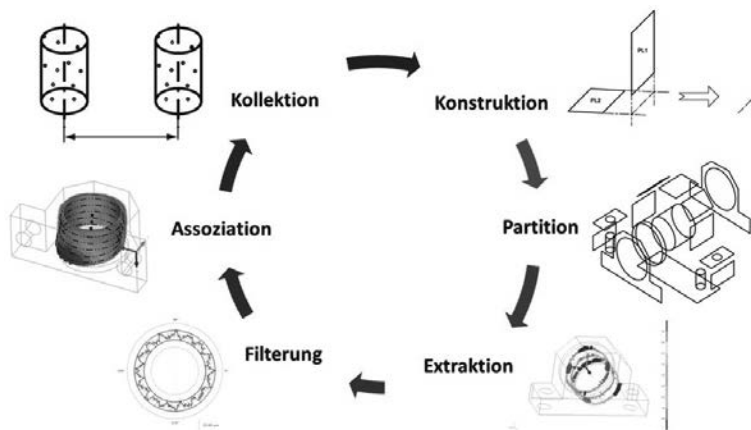 Kollektion
Konstruktion
PL1
PL2
Assoziation
Partition
Filterung
Extraktion